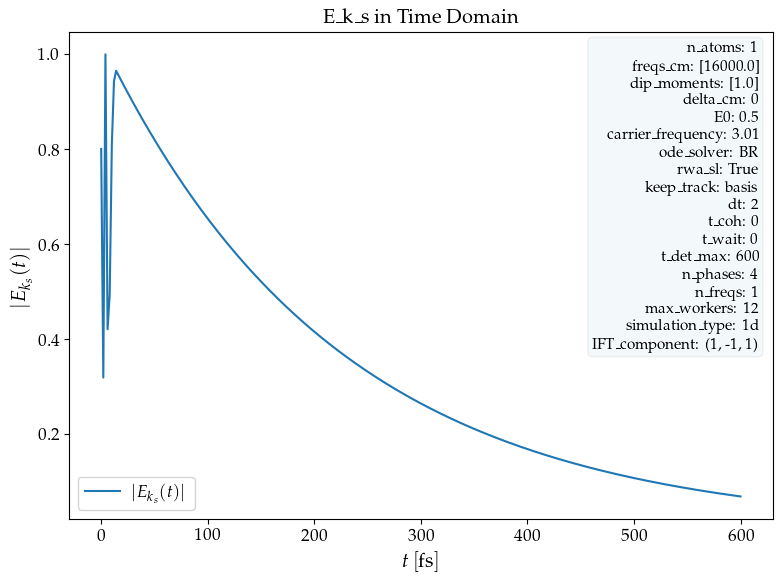 E_k_s in Time Domain
n_atoms: 1
freqs_cm: [16000.0]
dip_moments: [1.0]
delta_cm: 0
E0: 0.5
carrier_frequency: 3.01
ode_solver: BR
rwa_sl: True
keep_track: basis
dt: 2
t_coh: 0
t_wait: 0
t_det_max: 600
n_phases: 4
n_freqs: 1
max_workers: 12
simulation_type: 1d
IFT_component: (1, -1, 1)
1.0
0.8
0.6
0.4
0.2
|E_{k_s}(t)|
|E_{k_s}(t)|
0 100 200 300 400 500 600
t [fs]